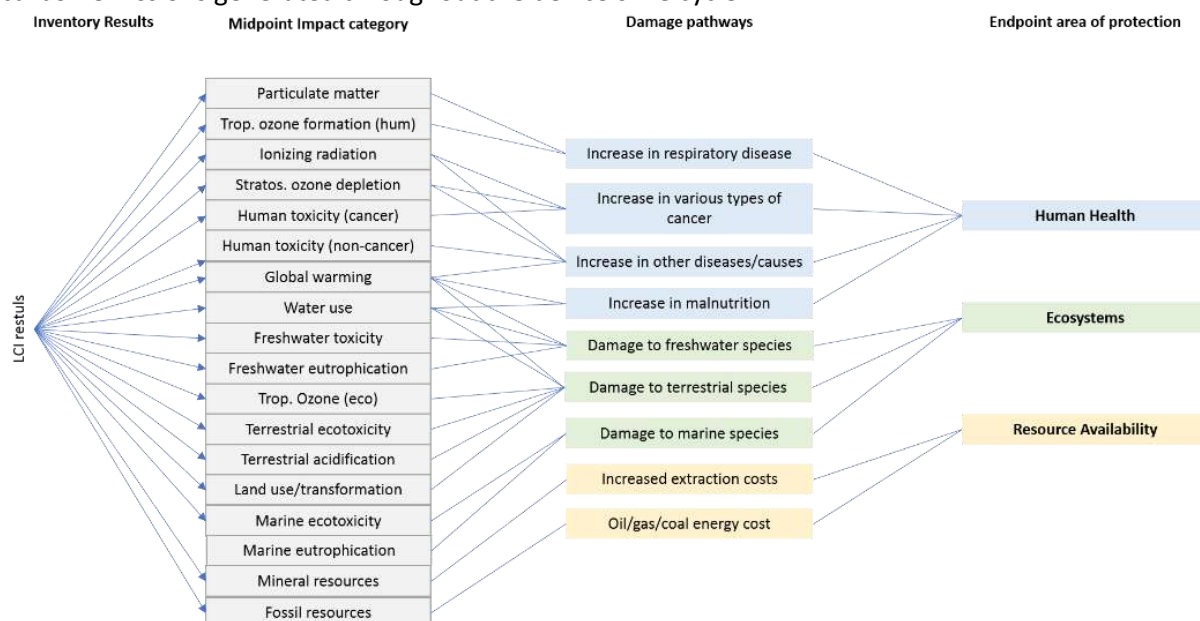 Inventory Results
Midpoint Impact category
Damage pathways
Endpoint area of protection
LCI restuls
Particulate matter
Trop. ozone formation (hum)
Ionizing radiation
Stratos. ozone depletion
Human toxicity (cancer)
Human toxicity (non-cancer)
Global warming
Water use
Freshwater toxicity
Freshwater eutrophication
Trop. Ozone (eco)
Terrestrial ecotoxicity
Terrestrial acidification
Land use/transformation
Marine ecotoxicity
Marine eutrophication
Mineral resources
Fossil resources
Increase in respiratory disease
Increase in various types of
cancer
Increase in other diseases/causes
Increase in malnutrition
Damage to freshwater species
Damage to terrestrial species
Damage to marine species
Increased extraction costs
Oil/gas/coal energy cost
Human Health
Ecosystems
Resource Availability